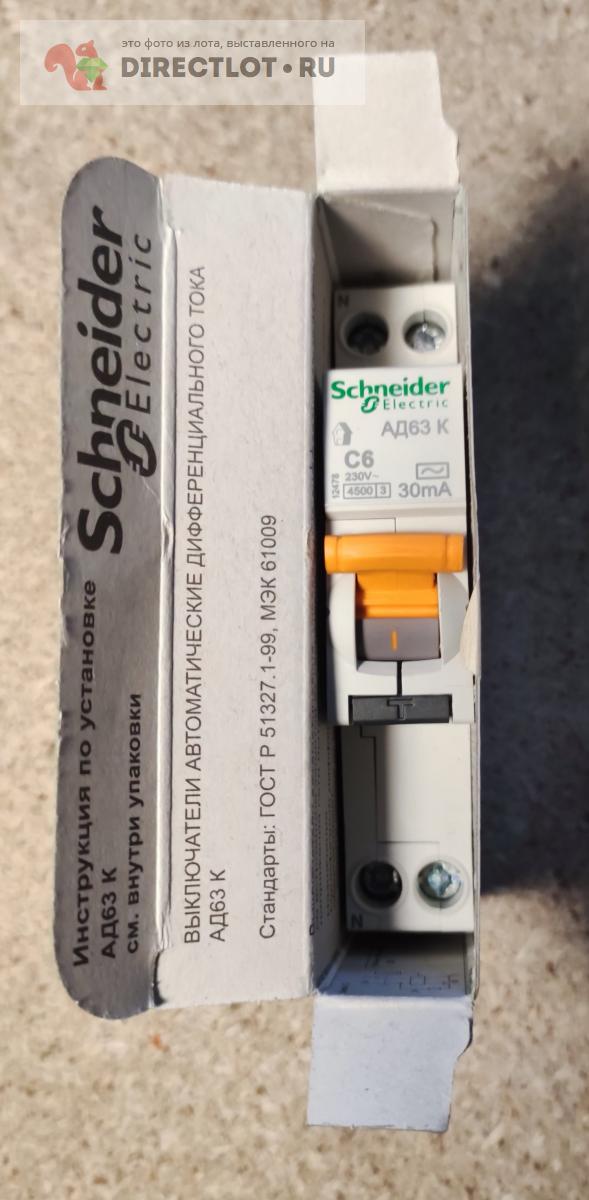 это фото из лота, выставленного на
DIRECTLOT•RU
Schneider
Electric
Инструкция по установке
АД63 К
см. внутри упаковки
ВЫКЛЮЧАТЕЛИ АВТОМАТИЧЕСКИЕ ДИФФЕРЕНЦИАЛЬНОГО ТОКА
АД63 К
Стандарты: ГОСТ Р 51327.1-99, МЭК 61009
N
Schneider
Electric
АД63 К
C6
230V~
12478
4500 3
30mA
T
N